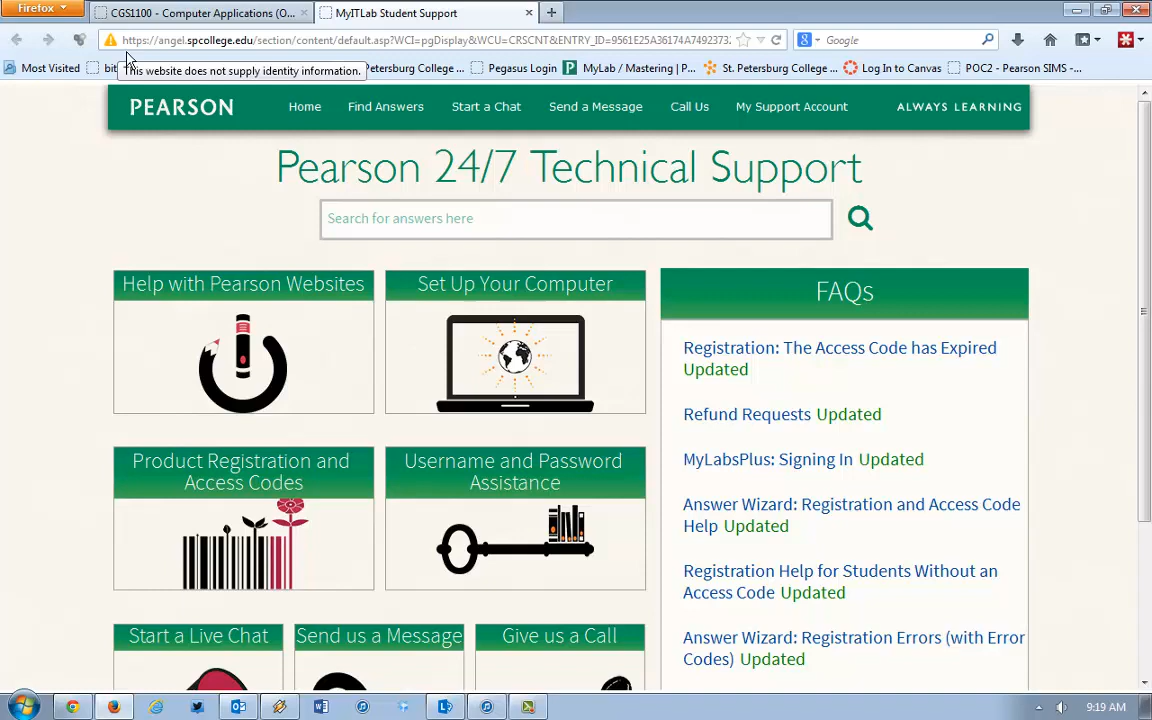 Firefox
CGS1100 - Computer Applications (O...
MyITLab Student Support
https://angel.spcollege.edu/section/content/default.asp?WCI=pgDisplay&WCU=CRSCNT&ENTRY_ID=9561E25A36174A7492373
Google
Most Visited
bit
Petersburg College ...
Pegasus Login
MyLab / Mastering | P...
St. Petersburg College ...
Log In to Canvas
POC2 - Pearson SIMS -...
This website does not supply identity information.
PEARSON
Home
Find Answers
Start a Chat
Send a Message
Call Us
My Support Account
ALWAYS LEARNING
Pearson 24/7 Technical Support
Search for answers here
Help with Pearson Websites
Set Up Your Computer
FAQs
Registration: The Access Code has Expired
Updated
Refund Requests Updated
MyLabsPlus: Signing In Updated
Answer Wizard: Registration and Access Code
Help Updated
Registration Help for Students Without an
Access Code Updated
Answer Wizard: Registration Errors (with Error
Codes) Updated
Product Registration and
Access Codes
Username and Password
Assistance
Start a Live Chat
Send us a Message
Give us a Call
9:19 AM